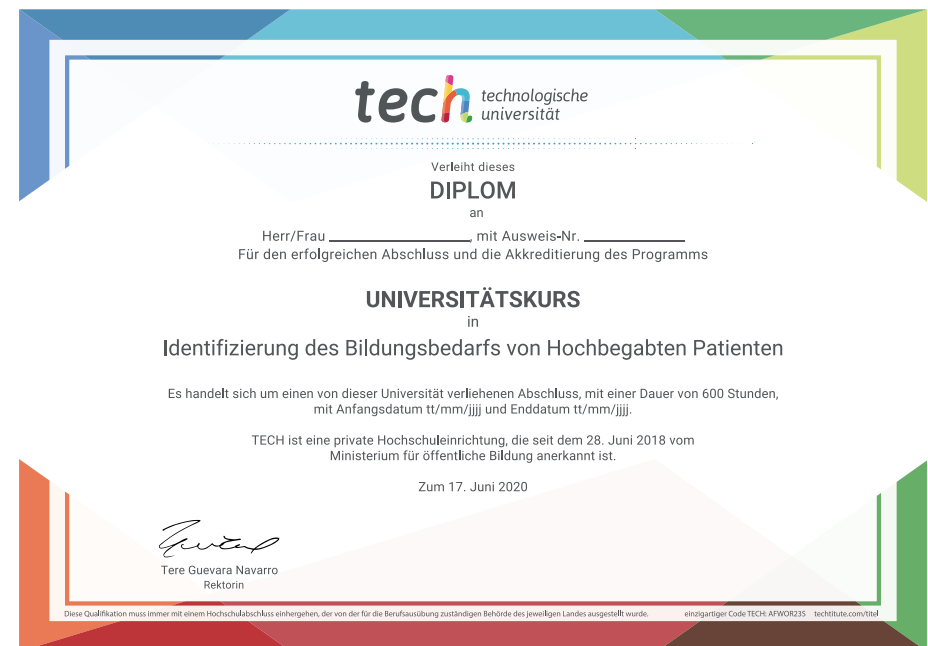 tech technologische
universität
Verleiht dieses
DIPLOM
an
Herr/Frau ____________________, mit Ausweis-Nr. ______________
Für den erfolgreichen Abschluss und die Akkreditierung des Programms
UNIVERSITÄTSKURS
in
Identifizierung des Bildungsbedarfs von Hochbegabten Patienten
Es handelt sich um einen von dieser Universität verliehenen Abschluss, mit einer Dauer von 600 Stunden,
mit Anfangsdatum tt/mm/jjjj und Enddatum tt/mm/jjjj.
TECH ist eine private Hochschuleinrichtung, die seit dem 28. Juni 2018 vom
Ministerium für öffentliche Bildung anerkannt ist.
Zum 17. Juni 2020
Tere Guevara Navarro
Rektorin
Diese Qualifikation muss immer mit einem Hochschulabschluss einhergehen, der von der für die Berufsausübung zuständigen Behörde des jeweiligen Landes ausgestellt wurde. einzigartiger Code TECH: AFWOR23S techtitute.com/titel